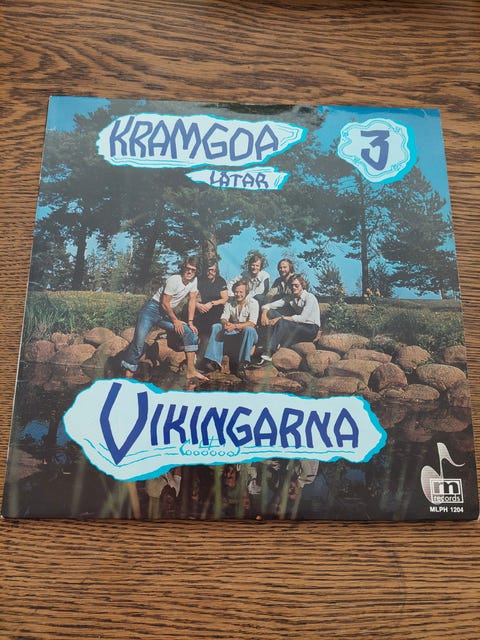 KRAMGOA
LÅTAR
3
VIKINGARNA
m
records
MLPH 1204